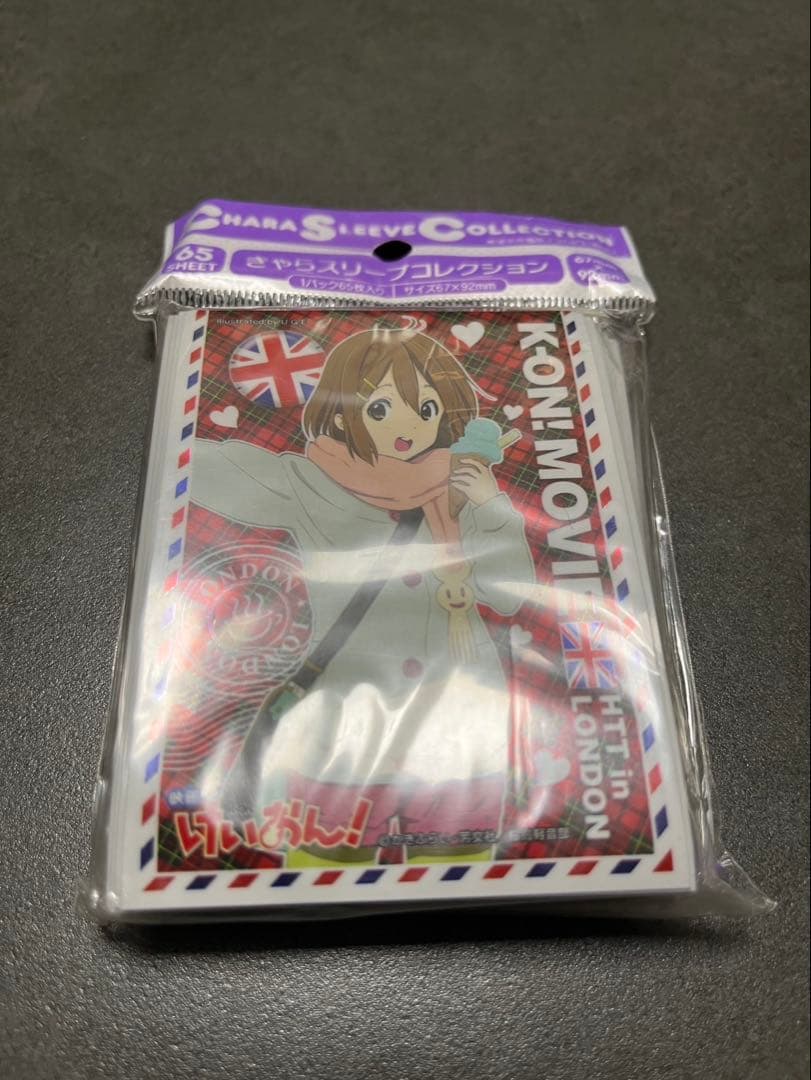 CHARA SLEEVE COLLECTION
65
SHEET
きゃらスリーブコレクション
1パック65枚入り サイズ67×92mm
Illustrated by U.G.E
K-ON! MOVIE
HTT in
LONDON
LONDON
けいおん!